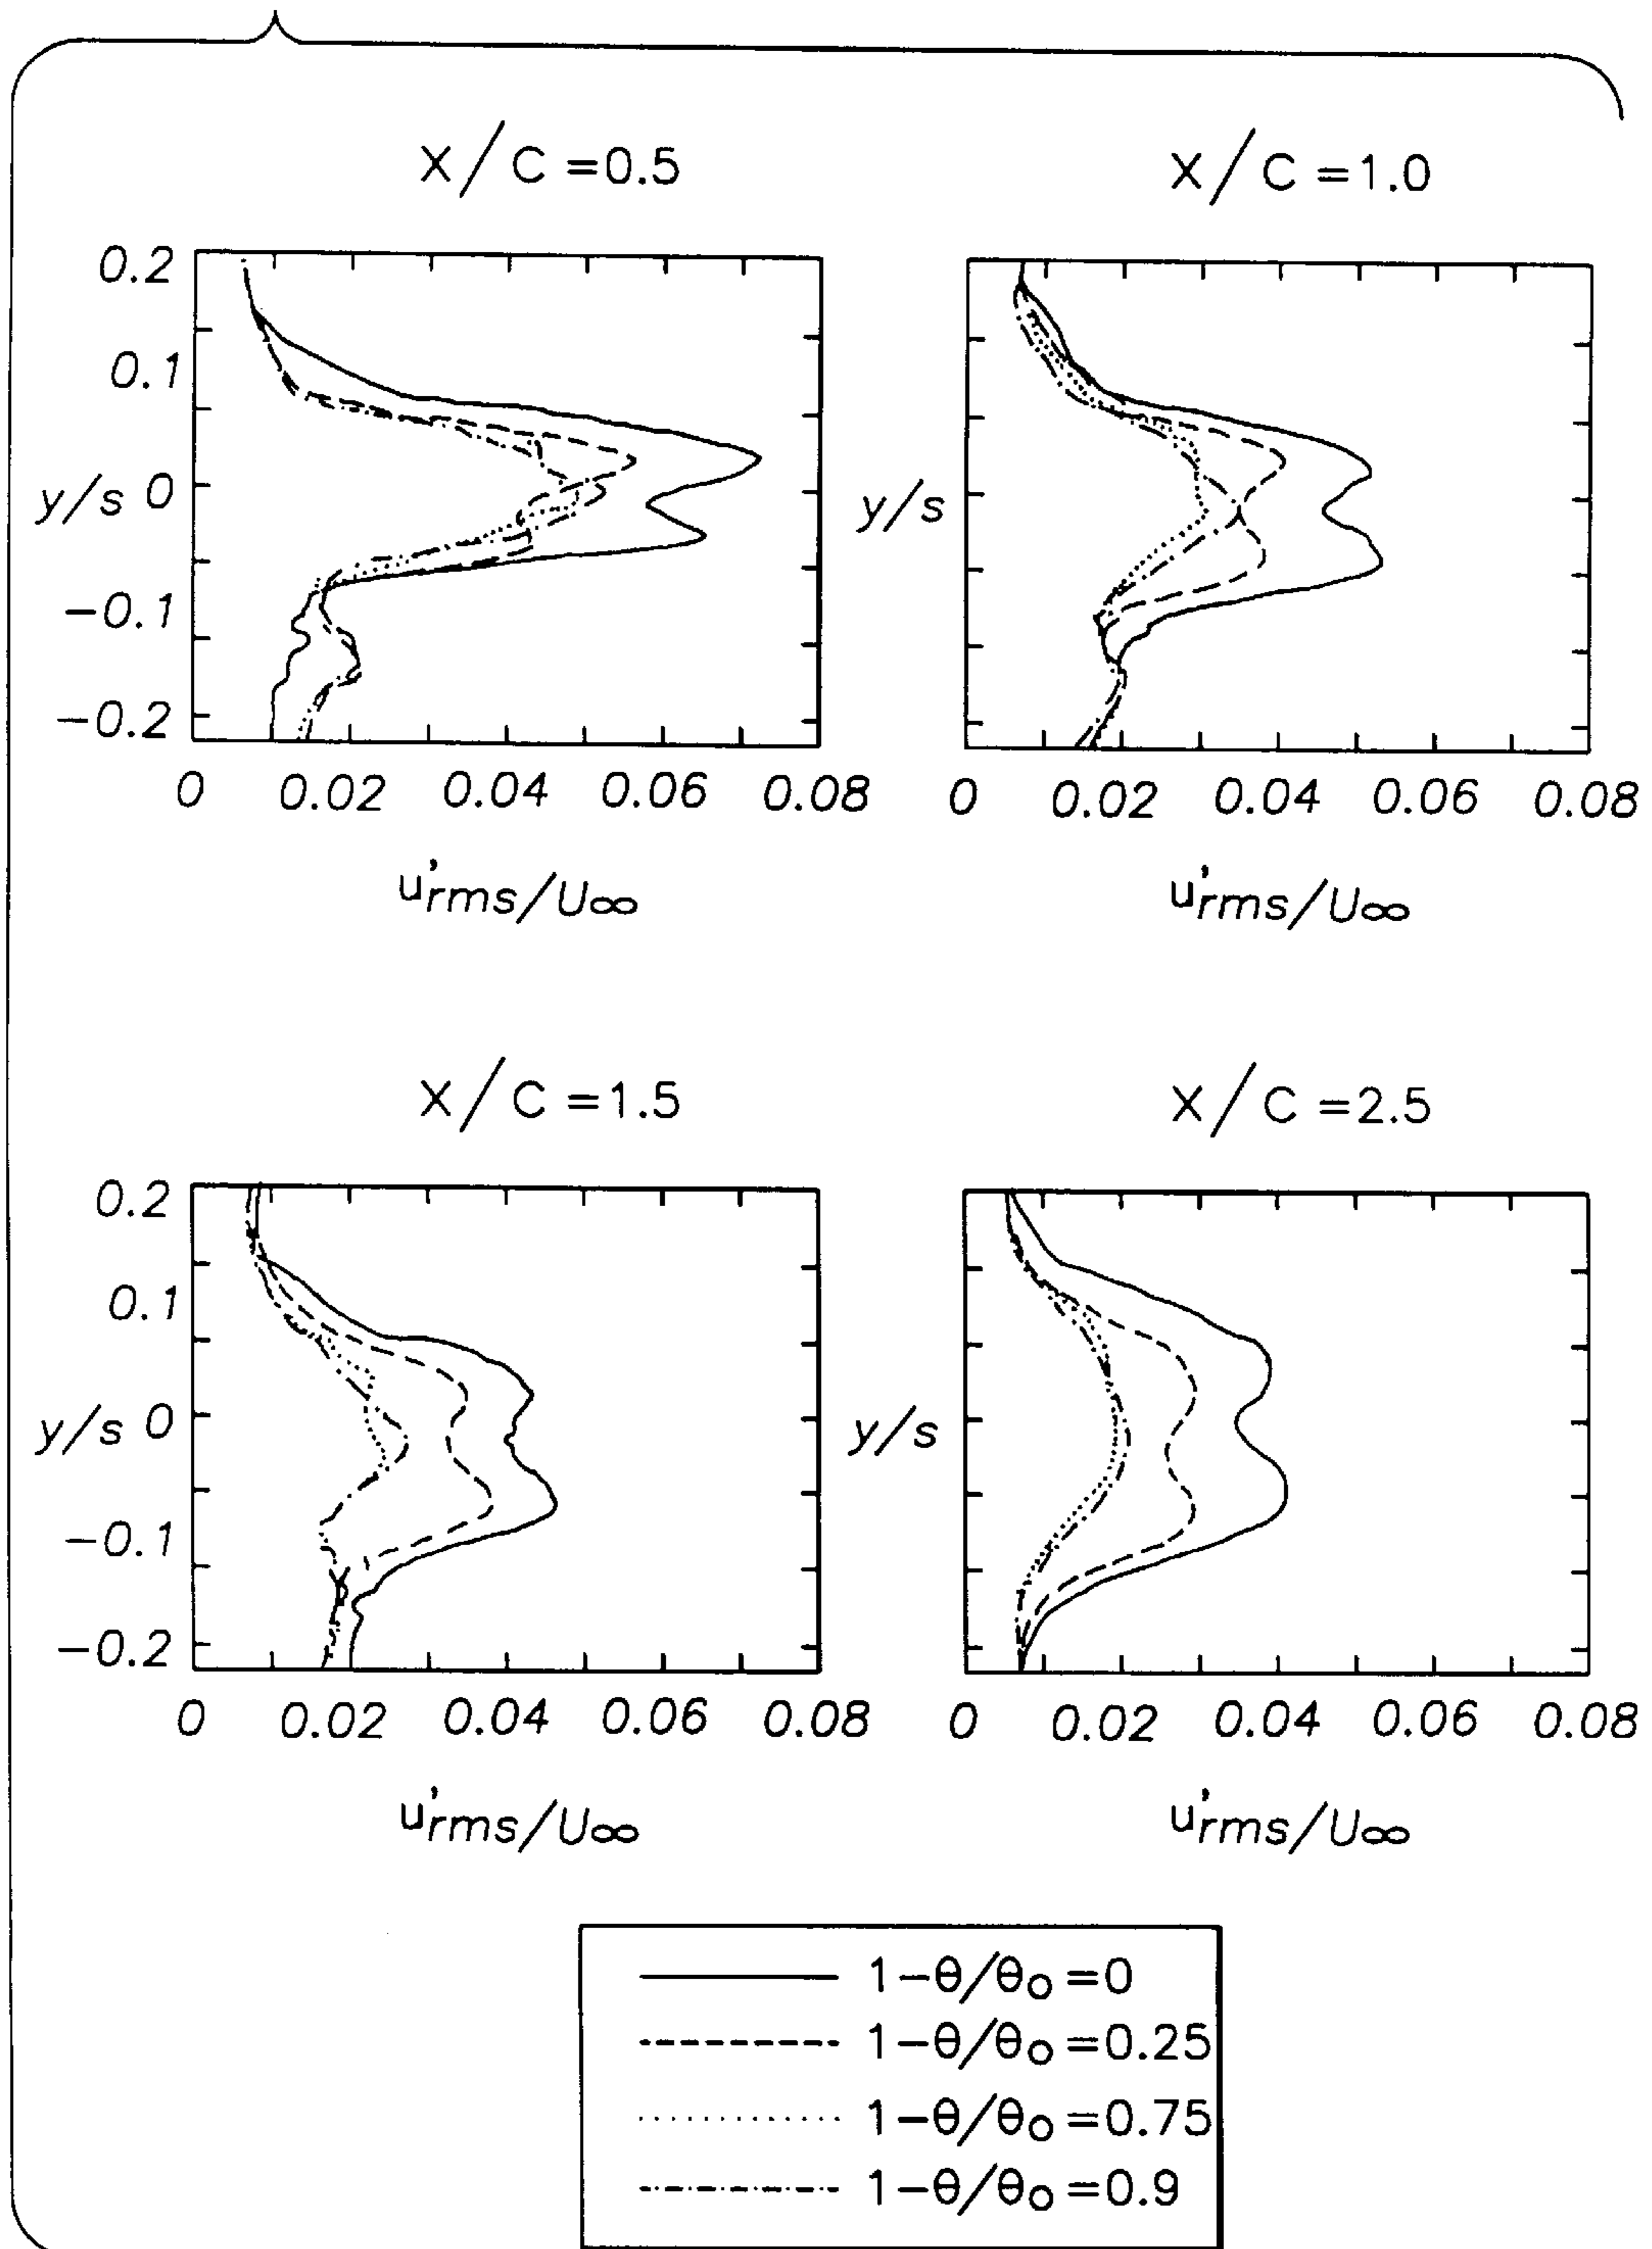 X/C=0.5
0.2
0.1
y/s 0
-0.1
-0.2
0 0.02 0.04 0.06 0.08
u'rms/U∞
X/C=1.0
y/s
0 0.02 0.04 0.06 0.08
u'rms/U∞
X/C=1.5
0.2
0.1
y/s 0
-0.1
-0.2
0 0.02 0.04 0.06 0.08
u'rms/U∞
X/C=2.5
y/s
0 0.02 0.04 0.06 0.08
u'rms/U∞
1-θ/θo=0
1-θ/θo=0.25
1-θ/θo=0.75
1-θ/θo=0.9